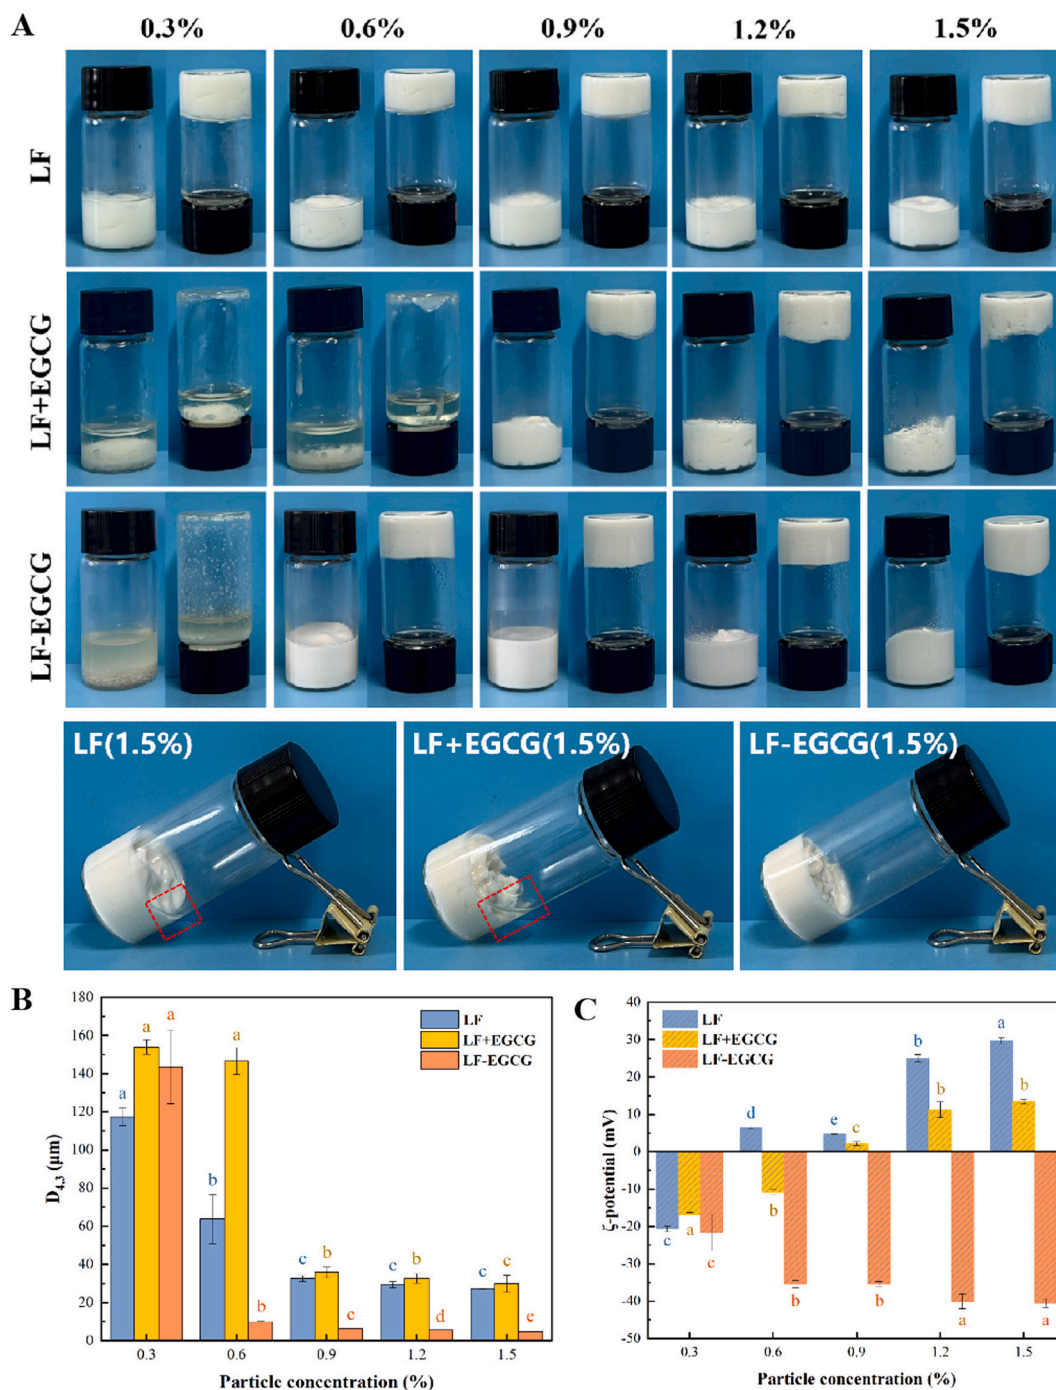 A
0.3% 0.6% 0.9% 1.2% 1.5%
LF
LF+EGCG
LF-EGCG
LF(1.5%) LF+EGCG(1.5%) LF-EGCG(1.5%)
B
180
160
140
120
100
80
60
40
20
0
D4,3 (μm)
LF
LF+EGCG
LF-EGCG
a a a
b a b
c b c
c b d
c c e
0.3 0.6 0.9 1.2 1.5
Particle concentration (%)
C
40
30
20
10
0
-10
-20
-30
-40
-50
ζ-potential (mV)
LF
LF+EGCG
LF-EGCG
c a c
d b b
e c b
b b a
a b a
0.3 0.6 0.9 1.2 1.5
Particle concentration (%)